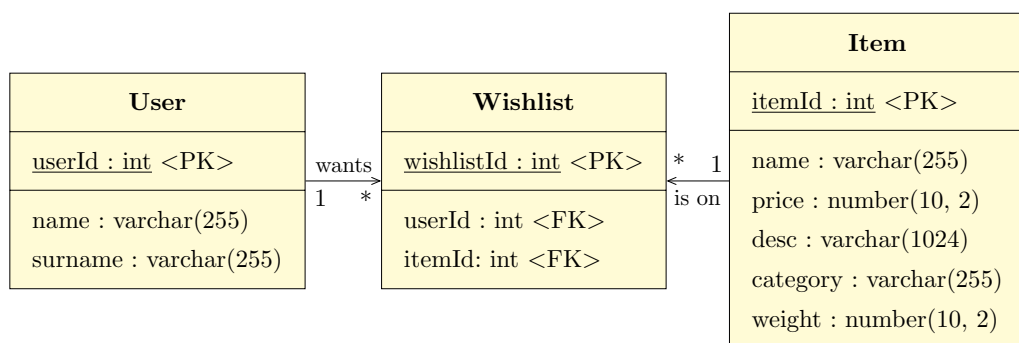 User
userId : int <PK>
name : varchar(255)
surname : varchar(255)
wants
1 *
Wishlist
wishlistId : int <PK>
userId : int <FK>
itemId: int <FK>
* 1
is on
Item
itemId : int <PK>
name : varchar(255)
price : number(10, 2)
desc : varchar(1024)
category : varchar(255)
weight : number(10, 2)